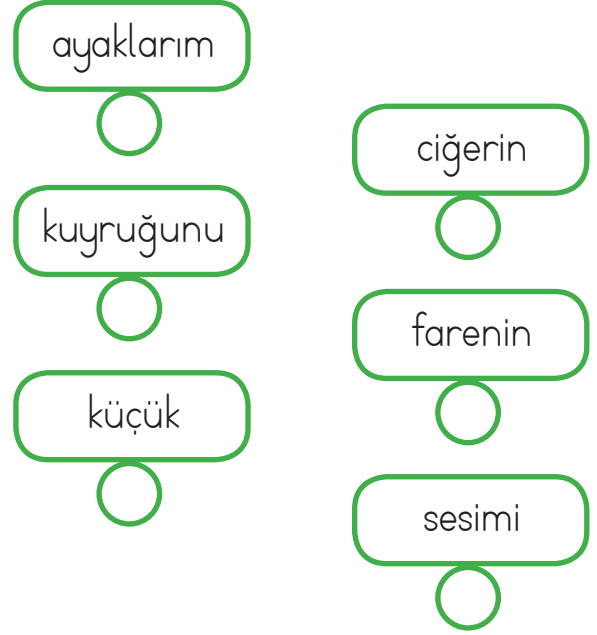 ayaklarım
kuyruğunu
küçük
ciğerin
farenin
sesimi